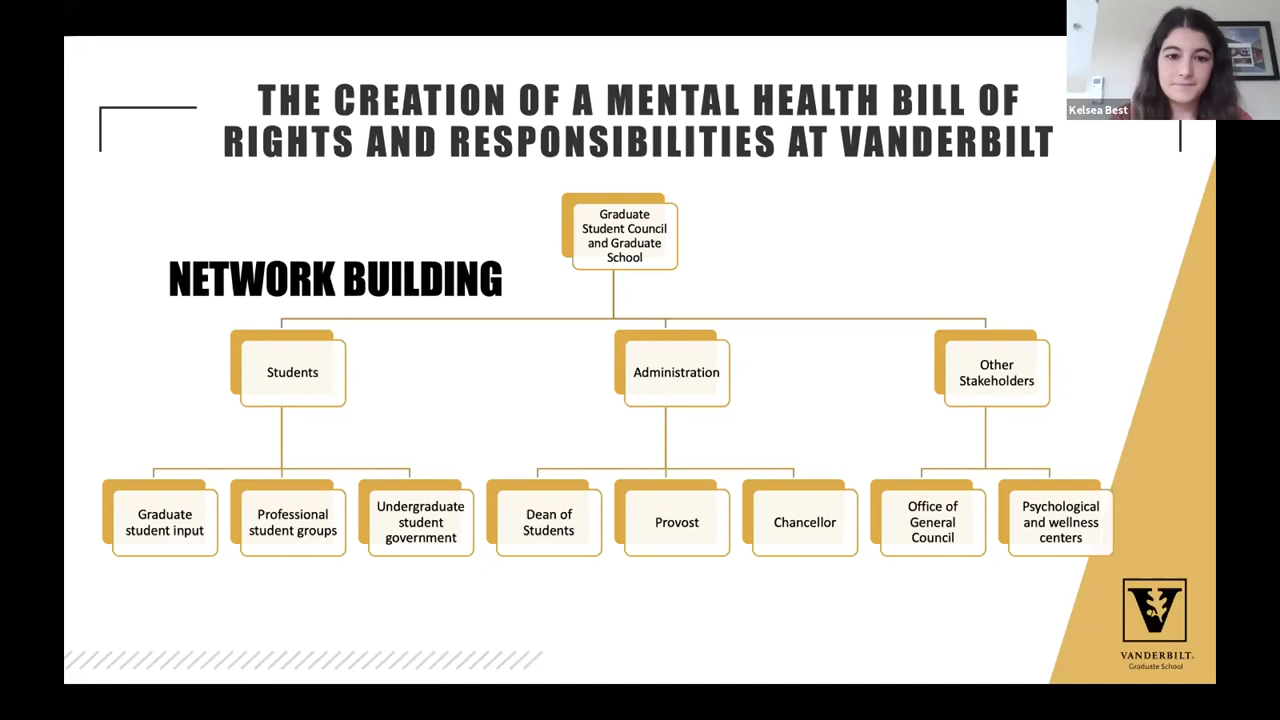 Kelsea Best
THE CREATION OF A MENTAL HEALTH BILL OF
RIGHTS AND RESPONSIBILITIES AT VANDERBILT
NETWORK BUILDING
Graduate
Student Council
and Graduate
School
Students
Administration
Other
Stakeholders
Graduate
student input
Professional
student groups
Undergraduate
student
government
Dean of
Students
Provost
Chancellor
Office of
General
Council
Psychological
and wellness
centers
V
VANDERBILT.
Graduate School